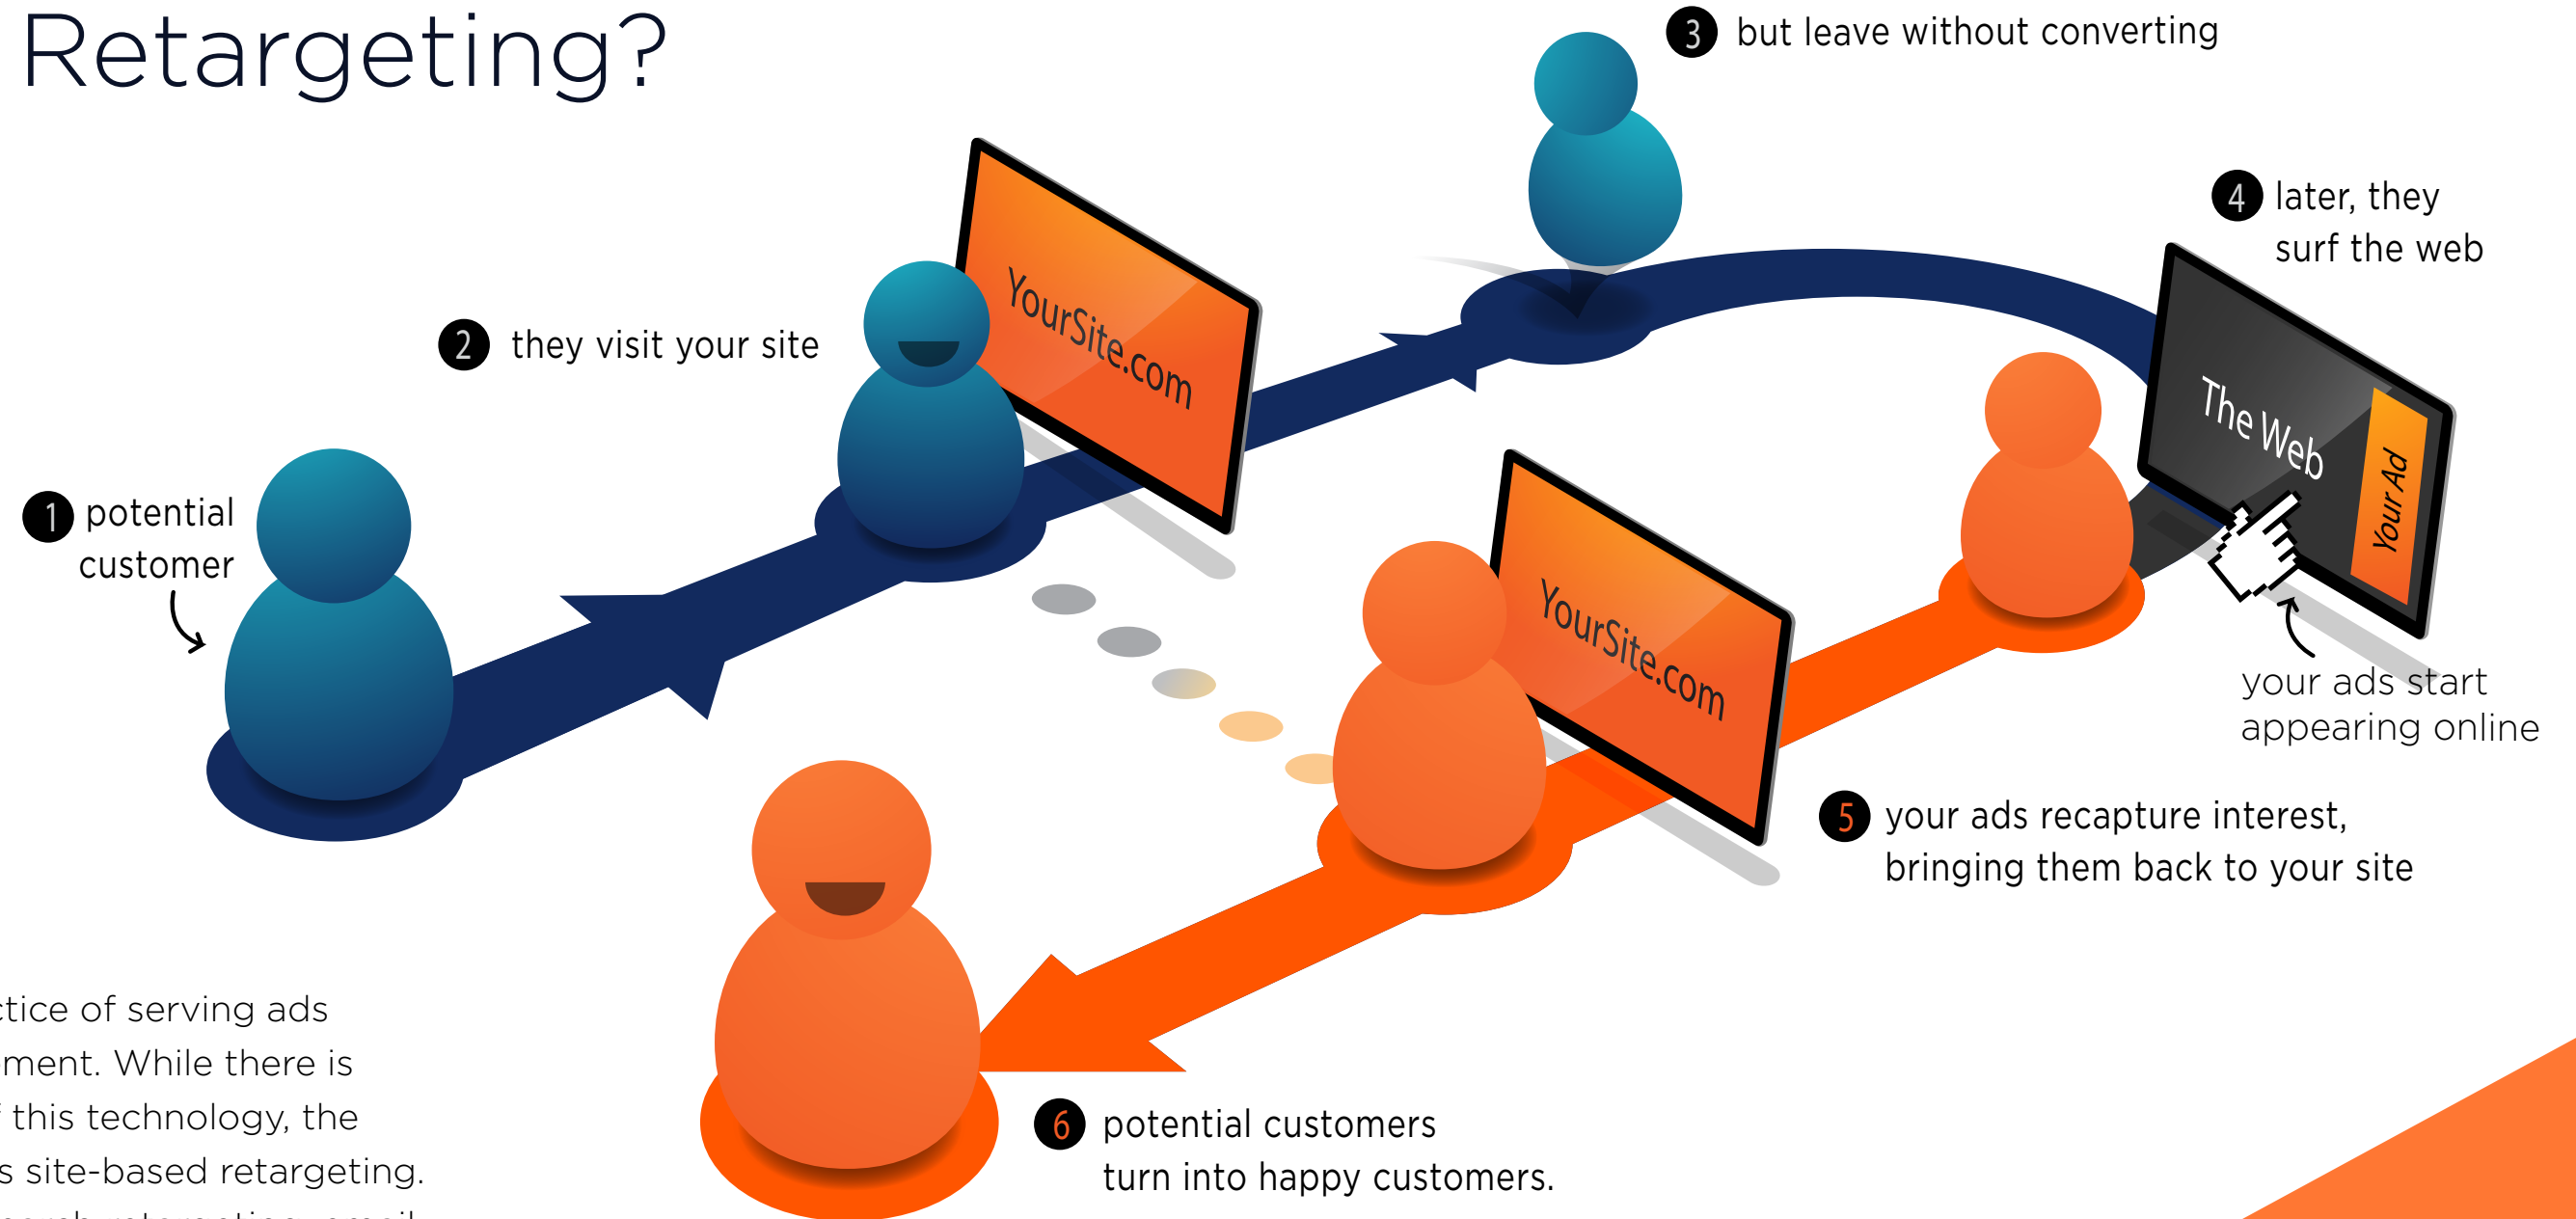 Retargeting?
1 potential
customer
2 they visit your site
YourSite.com
3 but leave without converting
4 later, they
surf the web
The Web
Your Ad
your ads start
appearing online
YourSite.com
5 your ads recapture interest,
bringing them back to your site
6 potential customers
turn into happy customers.
ctice of serving ads
ment. While there is
this technology, the
s site-based retargeting.